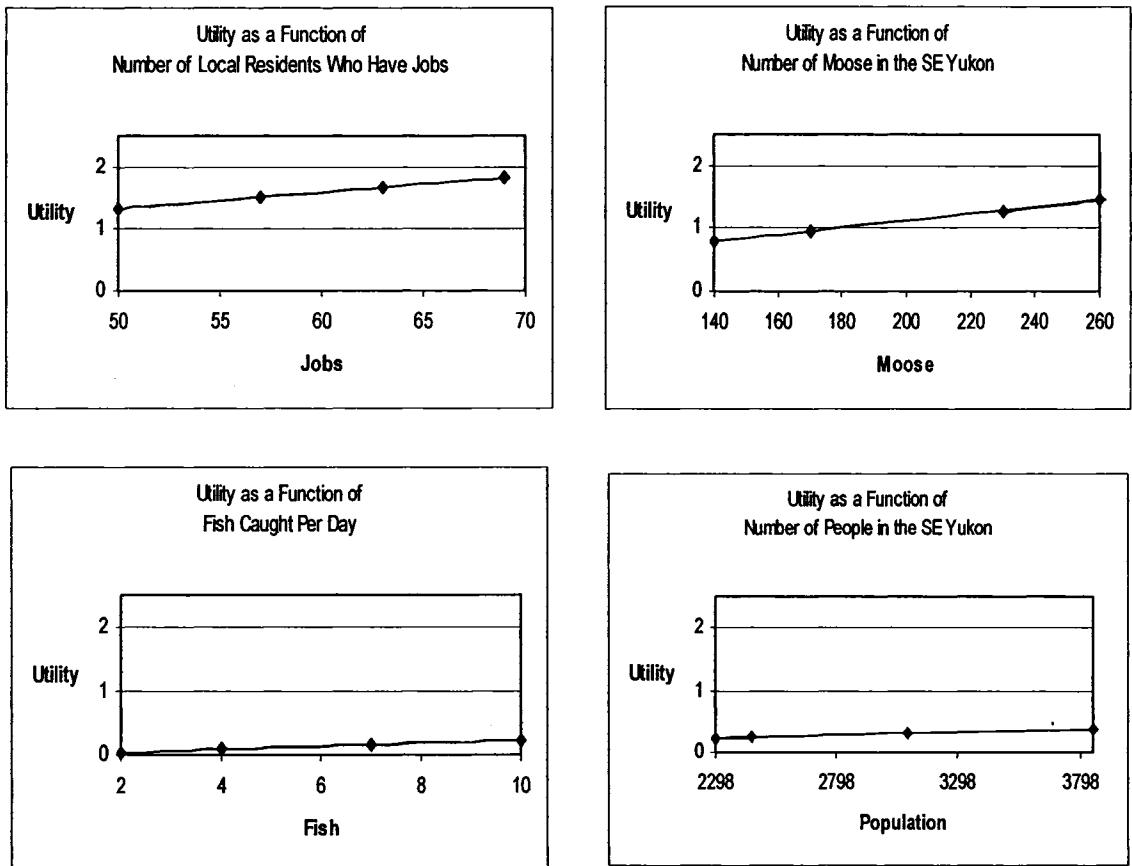 Utility as a Function of
Number of Local Residents Who Have Jobs
2
Utility
1
0
50 55 60 65 70
Jobs
Utility as a Function of
Number of Moose in the SE Yukon
2
Utility
1
0
140 160 180 200 220 240 260
Moose
Utility as a Function of
Fish Caught Per Day
2
Utility
1
0
2 4 6 8 10
Fish
Utility as a Function of
Number of People in the SE Yukon
2
Utility
1
0
2298 2798 3298 3798
Population